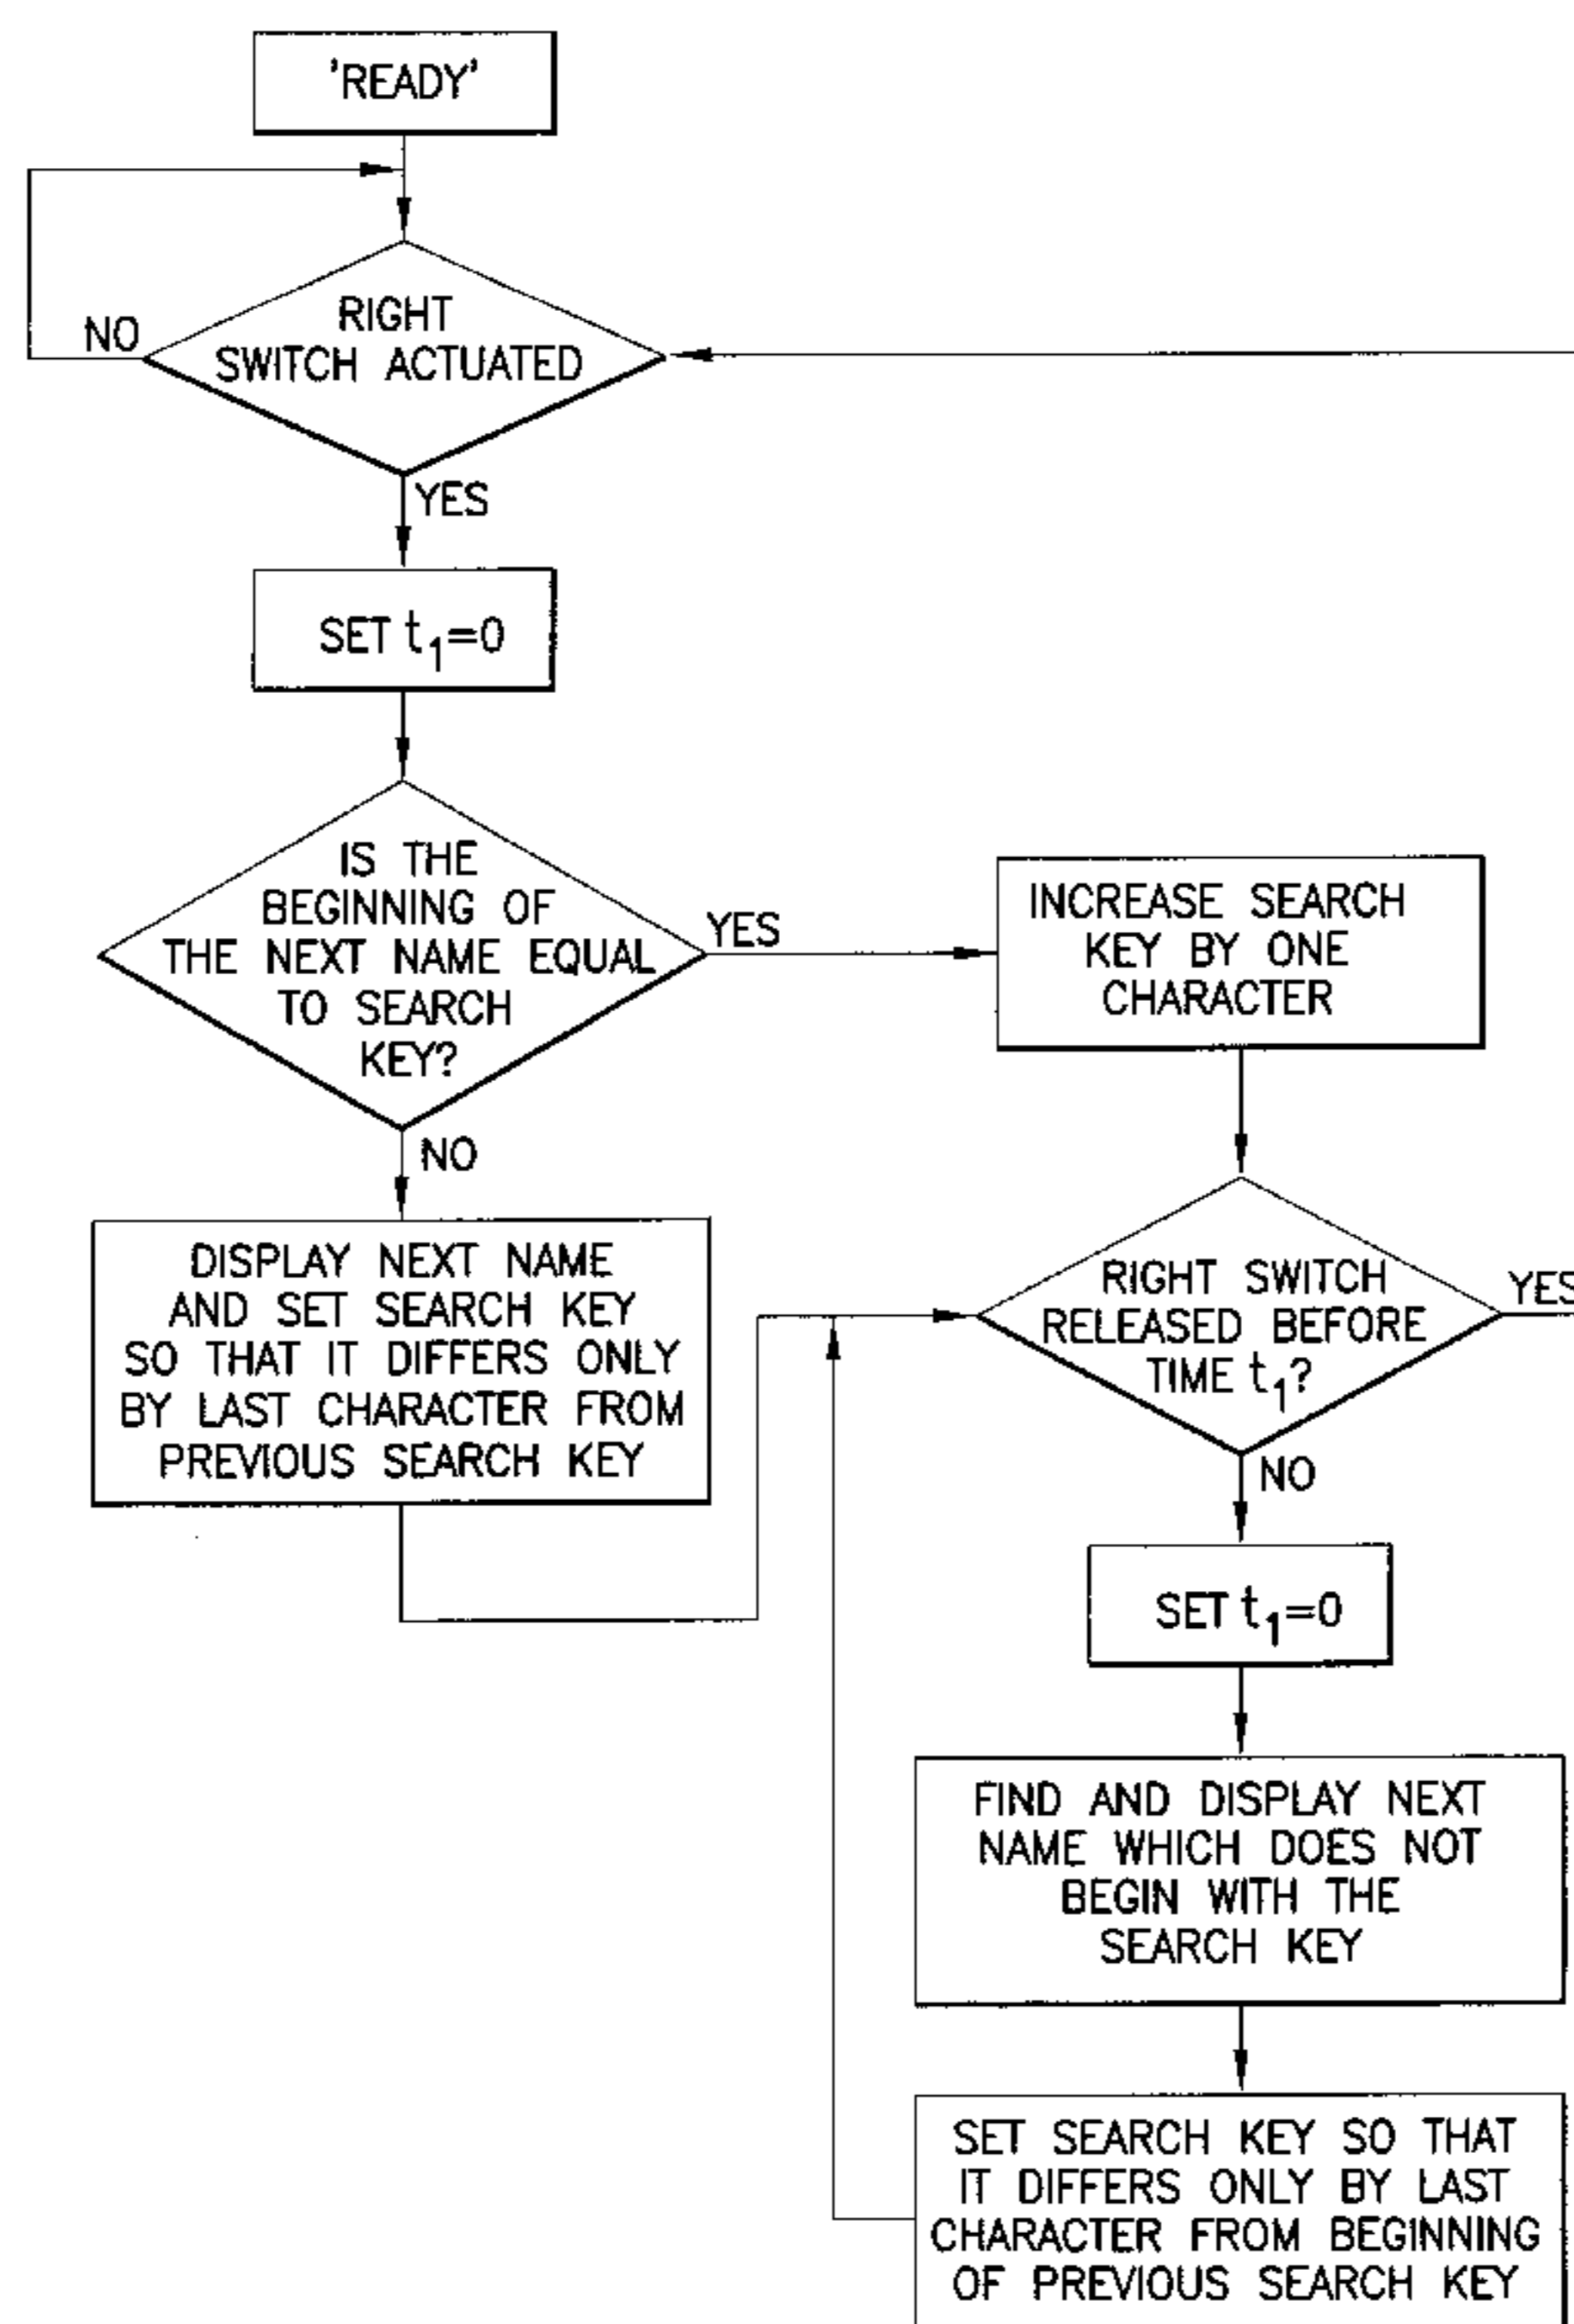 'READY'
RIGHT
SWITCH ACTUATED
NO
YES
SET t₁=0
IS THE
BEGINNING OF
THE NEXT NAME EQUAL
TO SEARCH
KEY?
YES
NO
INCREASE SEARCH
KEY BY ONE
CHARACTER
DISPLAY NEXT NAME
AND SET SEARCH KEY
SO THAT IT DIFFERS ONLY
BY LAST CHARACTER FROM
PREVIOUS SEARCH KEY
RIGHT SWITCH
RELEASED BEFORE
TIME t₁?
YES
NO
SET t₁=0
FIND AND DISPLAY NEXT
NAME WHICH DOES NOT
BEGIN WITH THE
SEARCH KEY
SET SEARCH KEY SO THAT
IT DIFFERS ONLY BY LAST
CHARACTER FROM BEGINNING
OF PREVIOUS SEARCH KEY